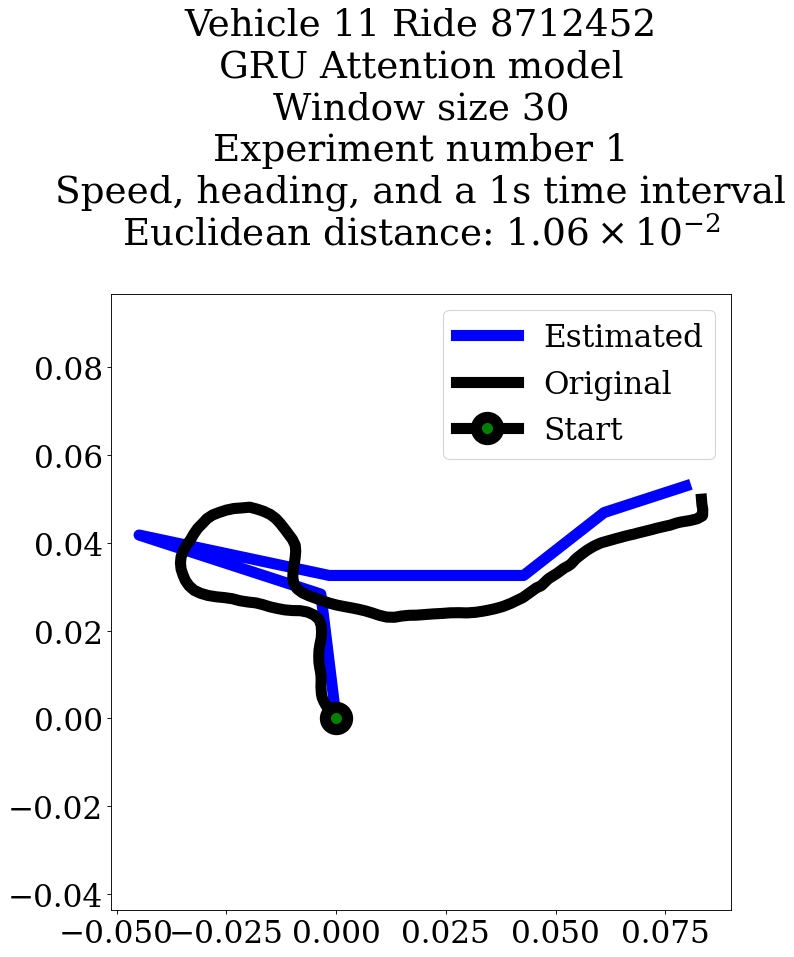 Vehicle 11 Ride 8712452
GRU Attention model
Window size 30
Experiment number 1
Speed, heading, and a 1s time interval
Euclidean distance: 1.06 × 10⁻²
Estimated
Original
Start
0.08
0.06
0.04
0.02
0.00
−0.02
−0.04
−0.050 −0.025 0.000 0.025 0.050 0.075